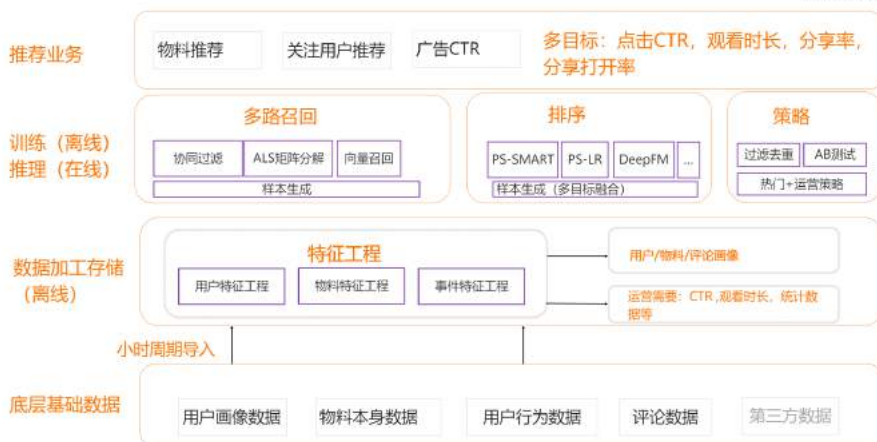 推荐业务
物料推荐
关注用户推荐
广告CTR
多目标：点击CTR，观看时长，分享率，
分享打开率
训练（离线）
推理（在线）
多路召回
协同过滤
ALS矩阵分解
向量召回
样本生成
排序
PS-SMART
PS-LR
DeepFM
...
样本生成（多目标融合）
策略
过滤去重
AB测试
热门+运营策略
数据加工存储
（离线）
特征工程
用户特征工程
物料特征工程
事件特征工程
用户/物料/评论画像
运营需要：CTR ,观看时长，统计数
据等
小时周期导入
底层基础数据
用户画像数据
物料本身数据
用户行为数据
评论数据
第三方数据